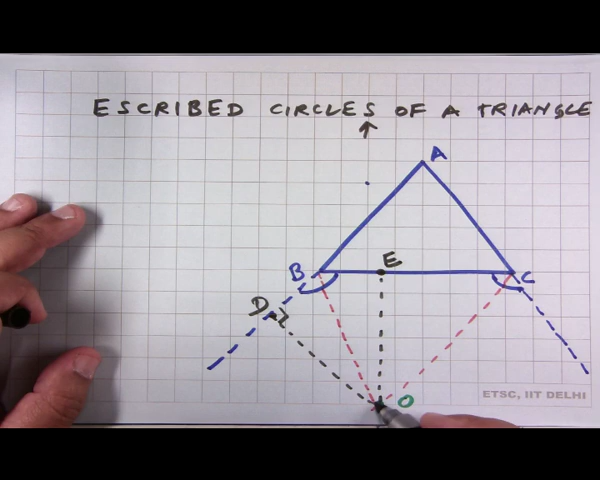 ESCRIBED CIRCLES OF A TRIANGLE
A
B
E
C
D
O
ETSC, IIT DELHI